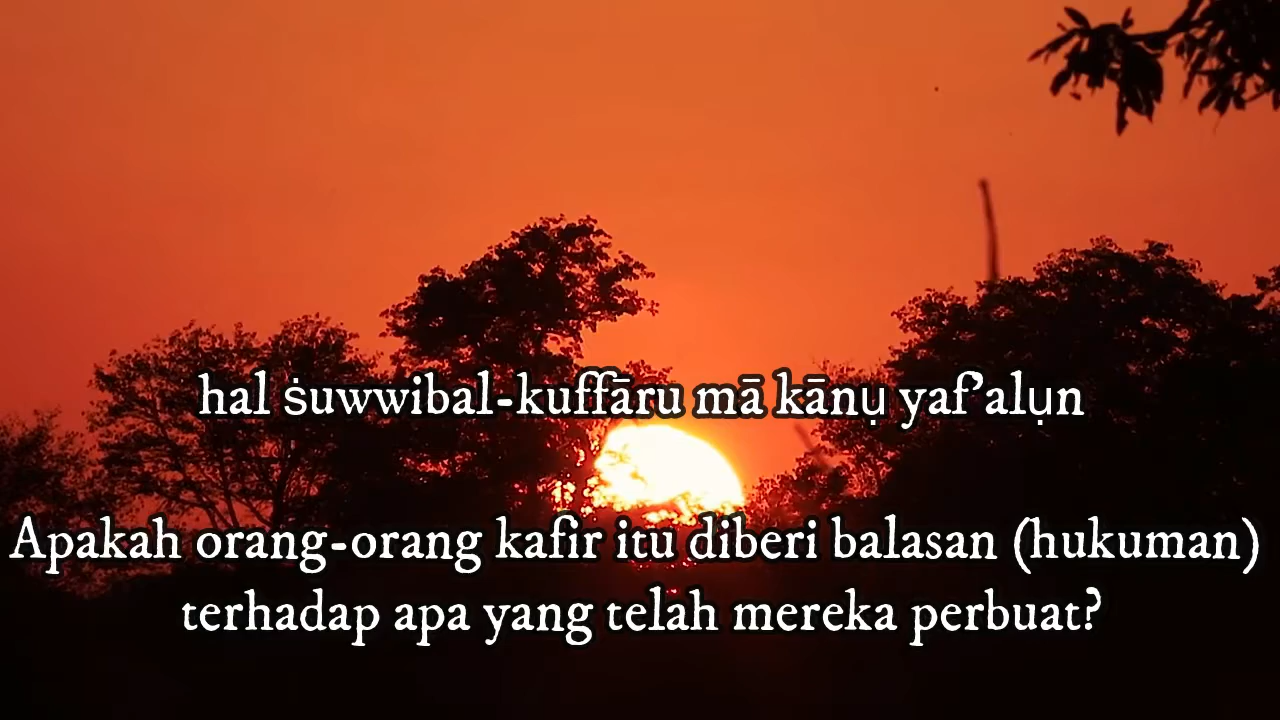 hal ṡuwwibal-kuffāru mā kānụ yaf'alụn
Apakah orang-orang kafir itu diberi balasan (hukuman)
terhadap apa yang telah mereka perbuat?